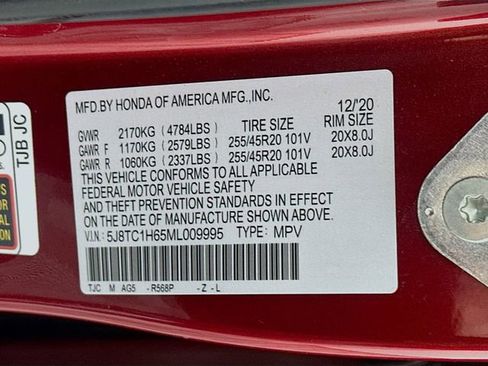 MFD.BY HONDA OF AMERICA MFG.,INC. 12/'20
GVWR 2170KG (4784LBS) TIRE SIZE RIM SIZE
GAWR F 1170KG (2579LBS) 255/45R20 101V 20X8.0J
GAWR R 1060KG (2337LBS) 255/45R20 101V 20X8.0J
THIS VEHICLE CONFORMS TO ALL APPLICABLE
FEDERAL MOTOR VEHICLE SAFETY
AND THEFT PREVENTION STANDARDS IN EFFECT
ON THE DATE OF MANUFACTURE SHOWN ABOVE.
V.I.N: 5J8TC1H65ML009995 TYPE: MPV
TJC M AG5 - R568P - Z - L
TJB JC